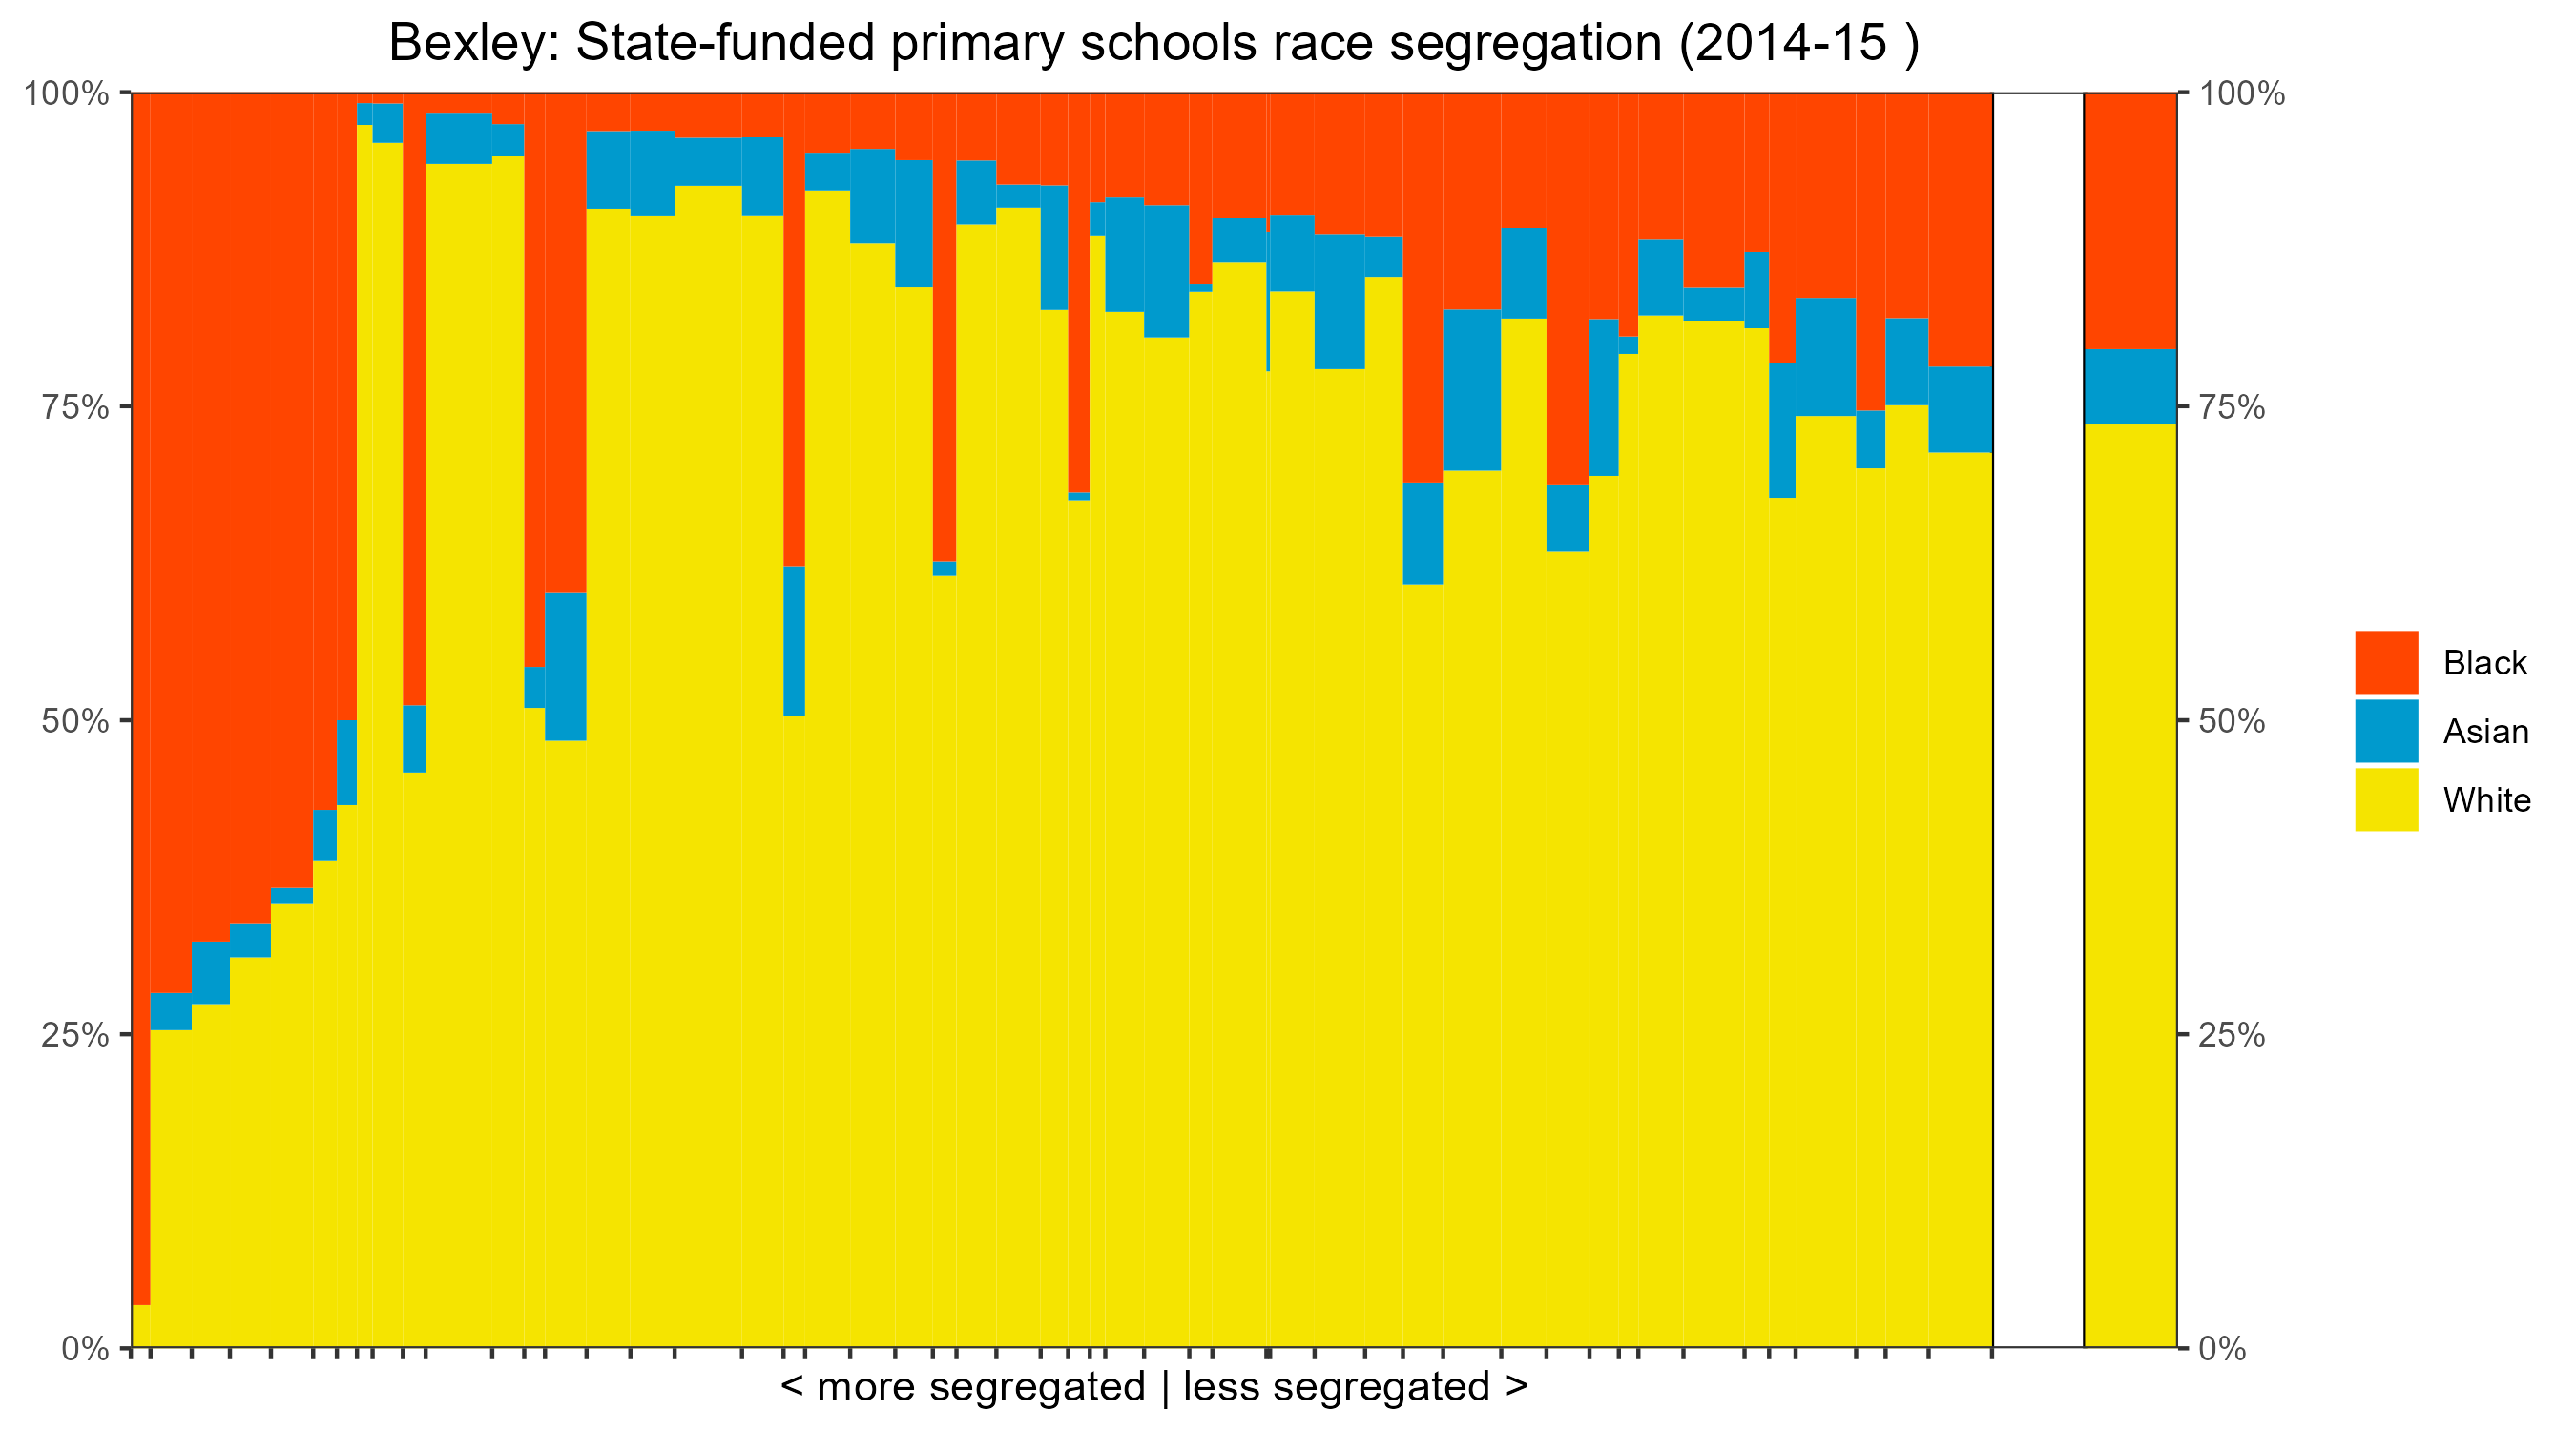 Bexley: State-funded primary schools race segregation (2014-15 )
100%
75%
50%
25%
0%
100%
75%
50%
25%
0%
Black
Asian
White
< more segregated | less segregated >